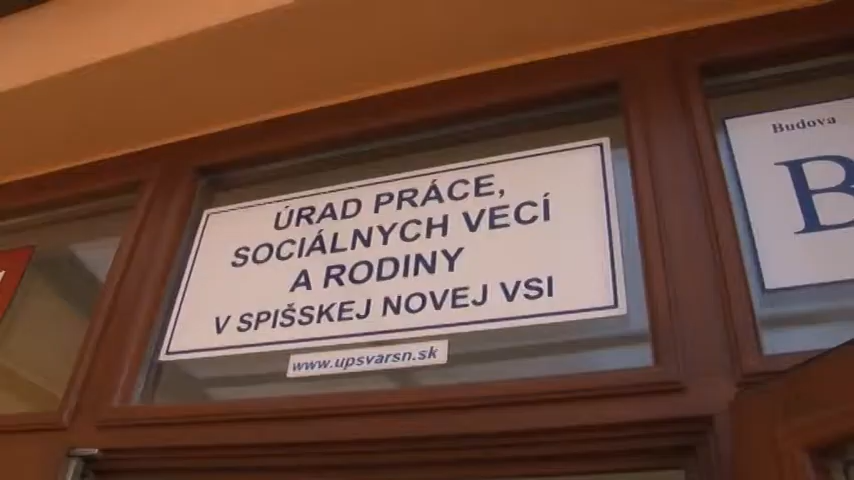 ÚRAD PRÁCE,
SOCIÁLNYCH VECÍ
A RODINY
V SPIŠSKEJ NOVEJ VSI
www.upsvarsn.sk
Budova
B